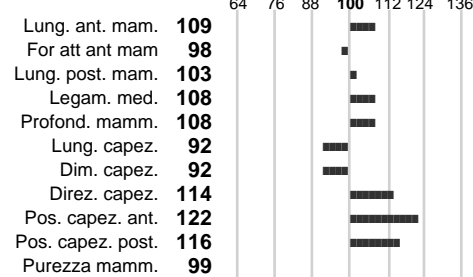 64 76 88 100 112 124 136
Lung. ant. mam. 109
For att ant mam 98
Lung. post. mam. 103
Legam. med. 108
Profond. mamm. 108
Lung. capez. 92
Dim. capez. 92
Direz. capez. 114
Pos. capez. ant. 122
Pos. capez. post. 116
Purezza mamm. 99